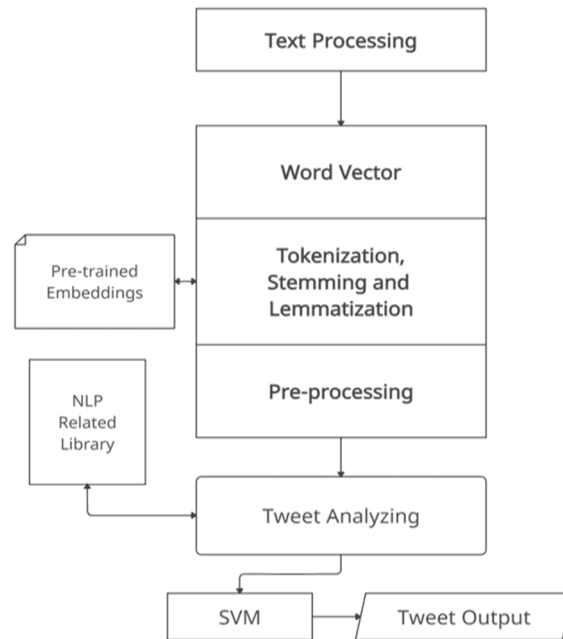 Text Processing
Word Vector
Tokenization,
Stemming and
Lemmatization
Pre-trained
Embeddings
Pre-processing
NLP
Related
Library
Tweet Analyzing
SVM
Tweet Output